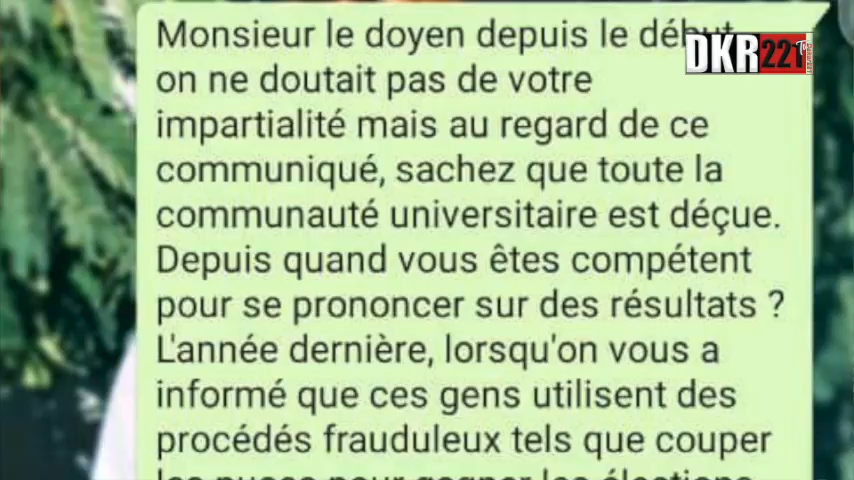 Monsieur le doyen depuis le début
on ne doutait pas de votre
impartialité mais au regard de ce
communiqué, sachez que toute la
communauté universitaire est déçue.
Depuis quand vous êtes compétent
pour se prononcer sur des résultats ?
L'année dernière, lorsqu'on vous a
informé que ces gens utilisent des
procédés frauduleux tels que couper
DKR221